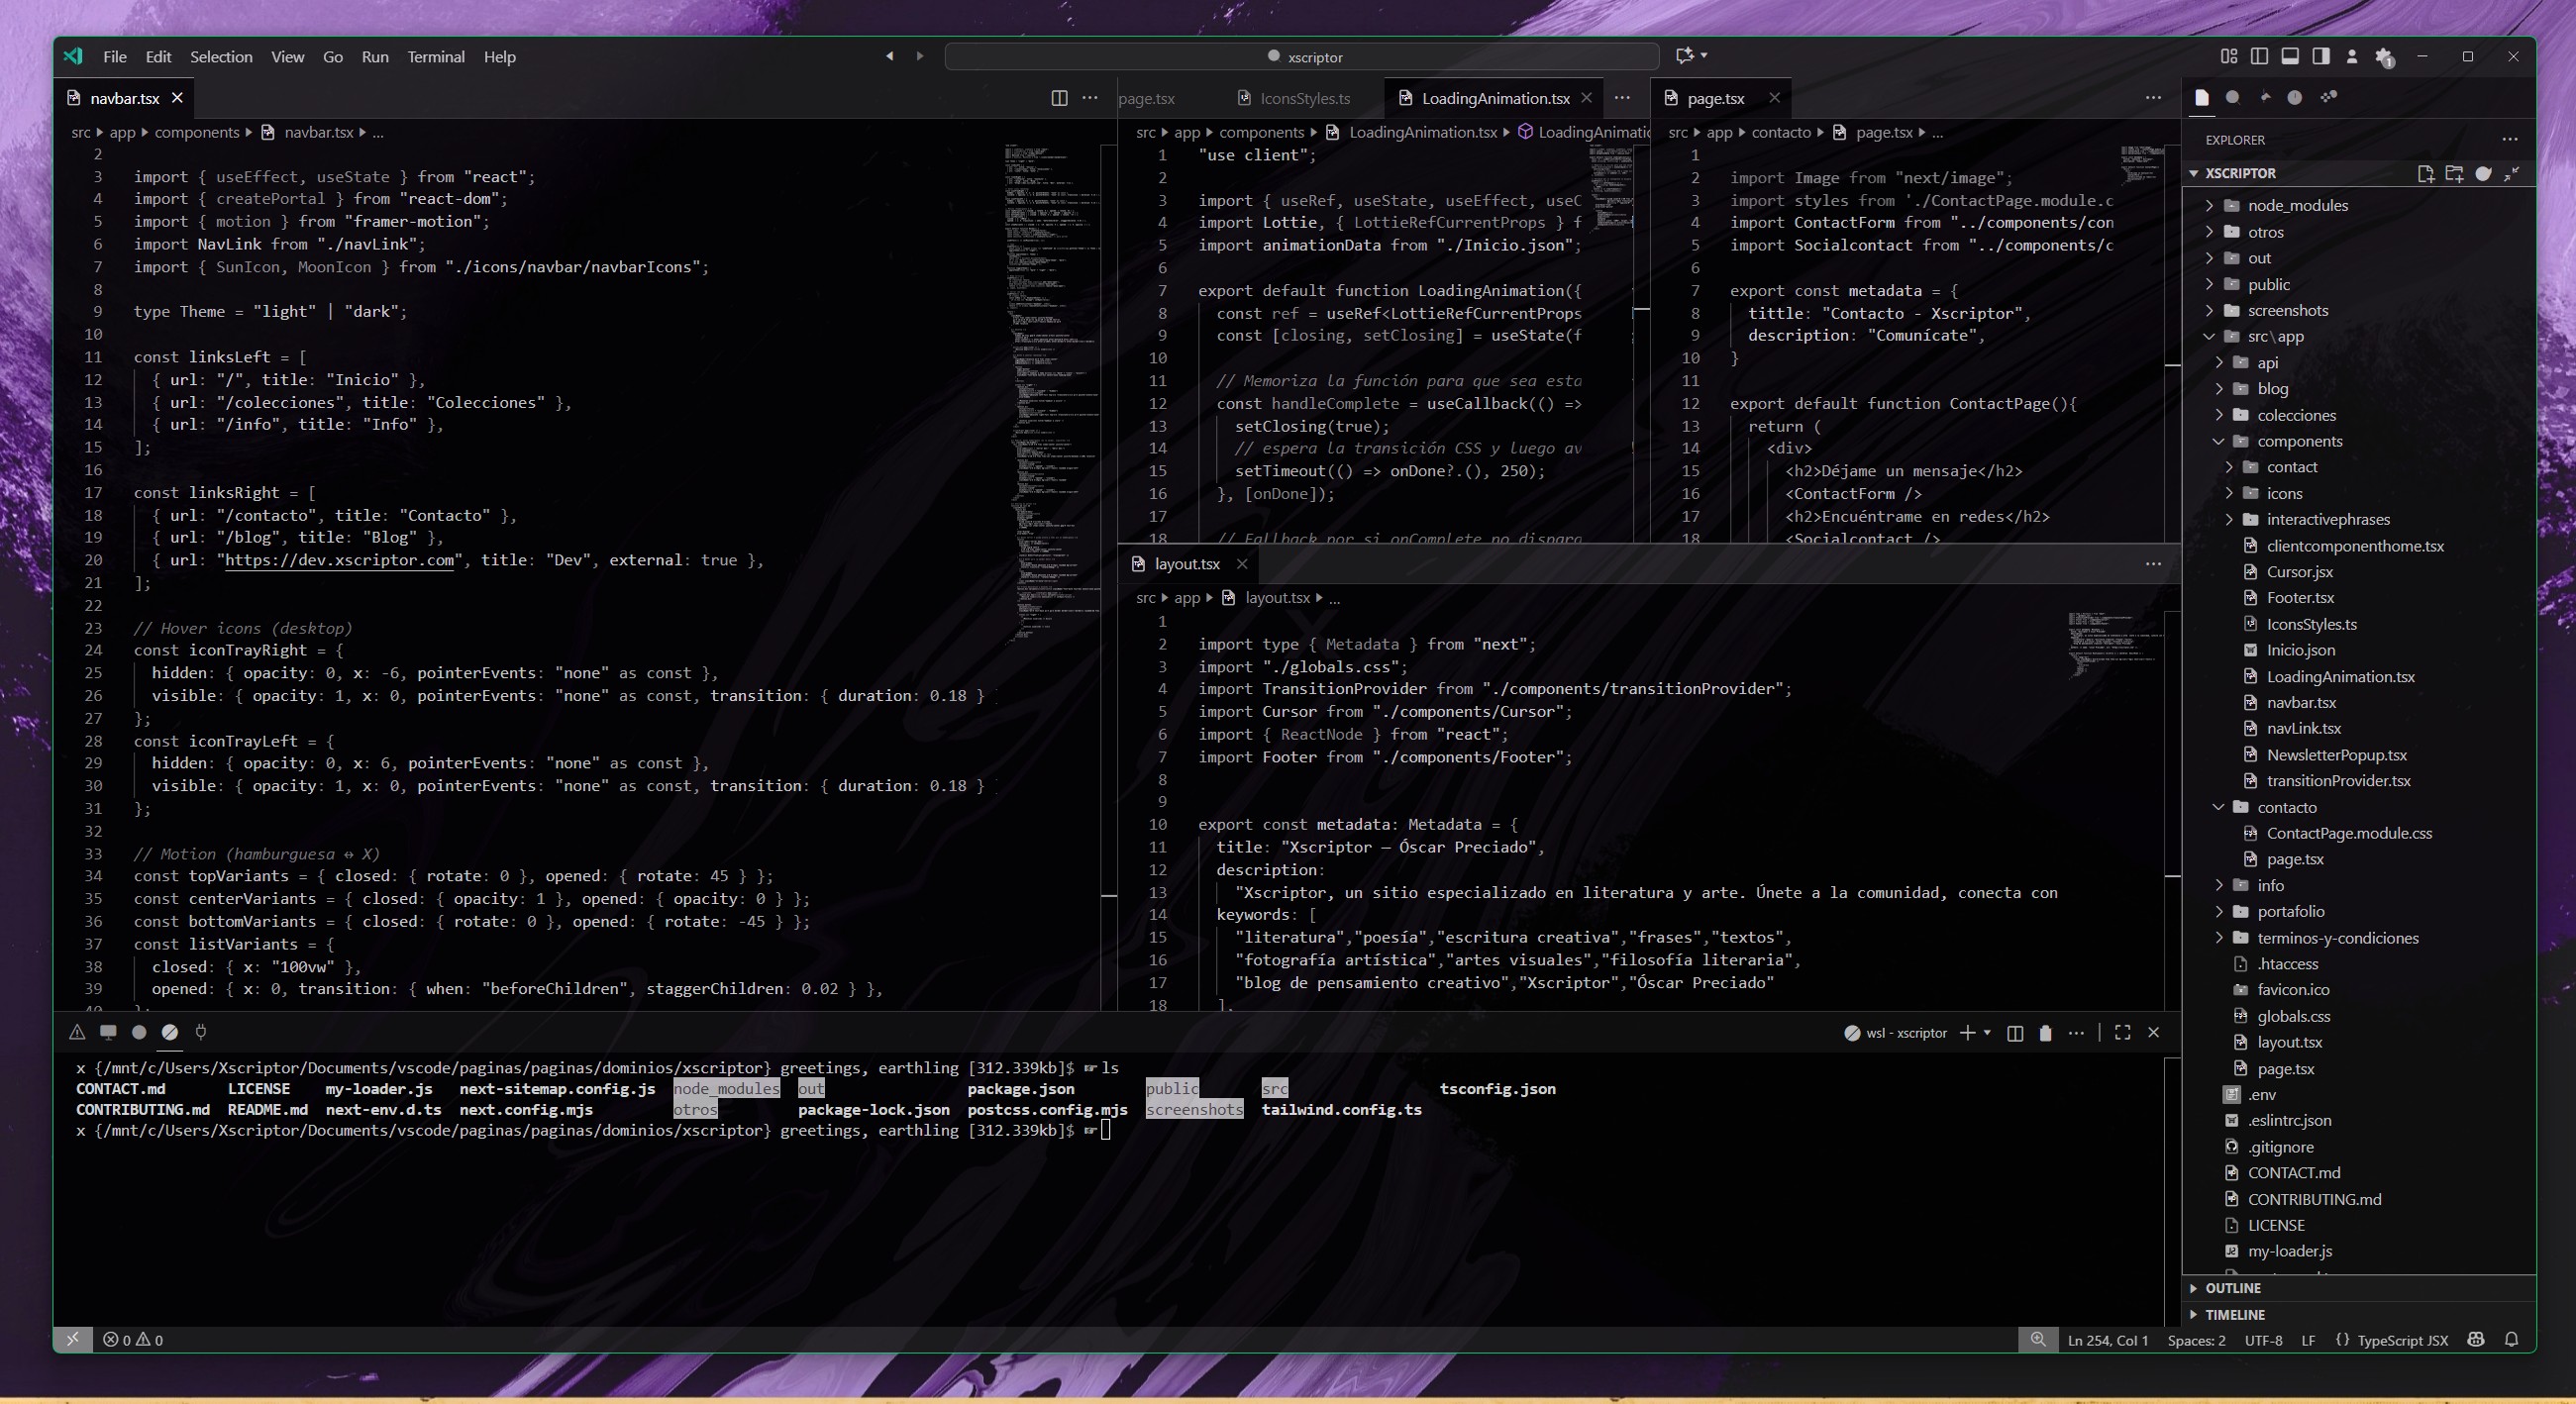 File Edit Selection View Go Run Terminal Help
xscriptor
navbar.tsx
src app components navbar.tsx ...
2
3 import { useEffect, useState } from "react";
4 import { createPortal } from "react-dom";
5 import { motion } from "framer-motion";
6 import NavLink from "./navLink";
7 import { SunIcon, MoonIcon } from "./icons/navbar/navbarIcons";
8
9 type Theme = "light" | "dark";
10
11 const linksLeft = [
12 { url: "/", title: "Inicio" },
13 { url: "/colecciones", title: "Colecciones" },
14 { url: "/info", title: "Info" },
15 ];
16
17 const linksRight = [
18 { url: "/contacto", title: "Contacto" },
19 { url: "/blog", title: "Blog" },
20 { url: "https://dev.xscriptor.com", title: "Dev", external: true },
21 ];
22
23 // Hover icons (desktop)
24 const iconTrayRight = {
25 hidden: { opacity: 0, x: -6, pointerEvents: "none" as const },
26 visible: { opacity: 1, x: 0, pointerEvents: "none" as const, transition: { duration: 0.18 }
27 };
28 const iconTrayLeft = {
29 hidden: { opacity: 0, x: 6, pointerEvents: "none" as const },
30 visible: { opacity: 1, x: 0, pointerEvents: "none" as const, transition: { duration: 0.18 }
31 };
32
33 // Motion (hamburguesa ↔ X)
34 const topVariants = { closed: { rotate: 0 }, opened: { rotate: 45 } };
35 const centerVariants = { closed: { opacity: 1 }, opened: { opacity: 0 } };
36 const bottomVariants = { closed: { rotate: 0 }, opened: { rotate: -45 } };
37 const listVariants = {
38 closed: { x: "100vw" },
39 opened: { x: 0, transition: { when: "beforeChildren", staggerChildren: 0.02 } },
page.tsx IconsStyles.ts LoadingAnimation.tsx
src app components LoadingAnimation.tsx LoadingAnimatic
1 "use client";
2
3 import { useRef, useState, useEffect, useC
4 import Lottie, { LottieRefCurrentProps } f
5 import animationData from "./Inicio.json";
6
7 export default function LoadingAnimation({
8 const ref = useRef<LottieRefCurrentProps
9 const [closing, setClosing] = useState(f
10
11 // Memoriza la función para que sea esta
12 const handleComplete = useCallback(() =>
13 setClosing(true);
14 // espera la transición CSS y luego av
15 setTimeout(() => onDone?.(), 250);
16 }, [onDone]);
17
18 // Fallback por si onComplete no dispara
page.tsx
src app contacto page.tsx ...
1
2 import Image from "next/image";
3 import styles from './ContactPage.module.c
4 import ContactForm from "../components/con
5 import Socialcontact from "../components/c
6
7 export const metadata = {
8 tittle: "Contacto - Xscriptor",
9 description: "Comunícate",
10 }
11
12 export default function ContactPage(){
13 return (
14 <div>
15 <h2>Déjame un mensaje</h2>
16 <ContactForm />
17 <h2>Encuéntrame en redes</h2>
18 <Socialcontact />
layout.tsx
src app layout.tsx ...
1
2 import type { Metadata } from "next";
3 import "./globals.css";
4 import TransitionProvider from "./components/transitionProvider";
5 import Cursor from "./components/Cursor";
6 import { ReactNode } from "react";
7 import Footer from "./components/Footer";
8
9
10 export const metadata: Metadata = {
11 title: "Xscriptor — Óscar Preciado",
12 description:
13 "Xscriptor, un sitio especializado en literatura y arte. Únete a la comunidad, conecta con
14 keywords: [
15 "literatura","poesía","escritura creativa","frases","textos",
16 "fotografía artística","artes visuales","filosofía literaria",
17 "blog de pensamiento creativo","Xscriptor","Óscar Preciado"
18 ].
EXPLORER
XSCRIPTOR
node_modules
otros
out
public
screenshots
src\app
api
blog
colecciones
components
contact
icons
interactivephrases
clientcomponenthome.tsx
Cursor.jsx
Footer.tsx
IconsStyles.ts
Inicio.json
LoadingAnimation.tsx
navbar.tsx
navLink.tsx
NewsletterPopup.tsx
transitionProvider.tsx
contacto
ContactPage.module.css
page.tsx
info
portafolio
terminos-y-condiciones
.htaccess
favicon.ico
globals.css
layout.tsx
page.tsx
.env
.eslintrc.json
.gitignore
CONTACT.md
CONTRIBUTING.md
LICENSE
my-loader.js
OUTLINE
TIMELINE
wsl - xscriptor
x {/mnt/c/Users/Xscriptor/Documents/vscode/paginas/paginas/dominios/xscriptor} greetings, earthling [312.339kb]$ ☞ ls
CONTACT.md LICENSE my-loader.js next-sitemap.config.js node_modules out package.json public src tsconfig.json
CONTRIBUTING.md README.md next-env.d.ts next.config.mjs otros package-lock.json postcss.config.mjs screenshots tailwind.config.ts
x {/mnt/c/Users/Xscriptor/Documents/vscode/paginas/paginas/dominios/xscriptor} greetings, earthling [312.339kb]$ ☞
0 0
Ln 254, Col 1 Spaces: 2 UTF-8 LF {} TypeScript JSX